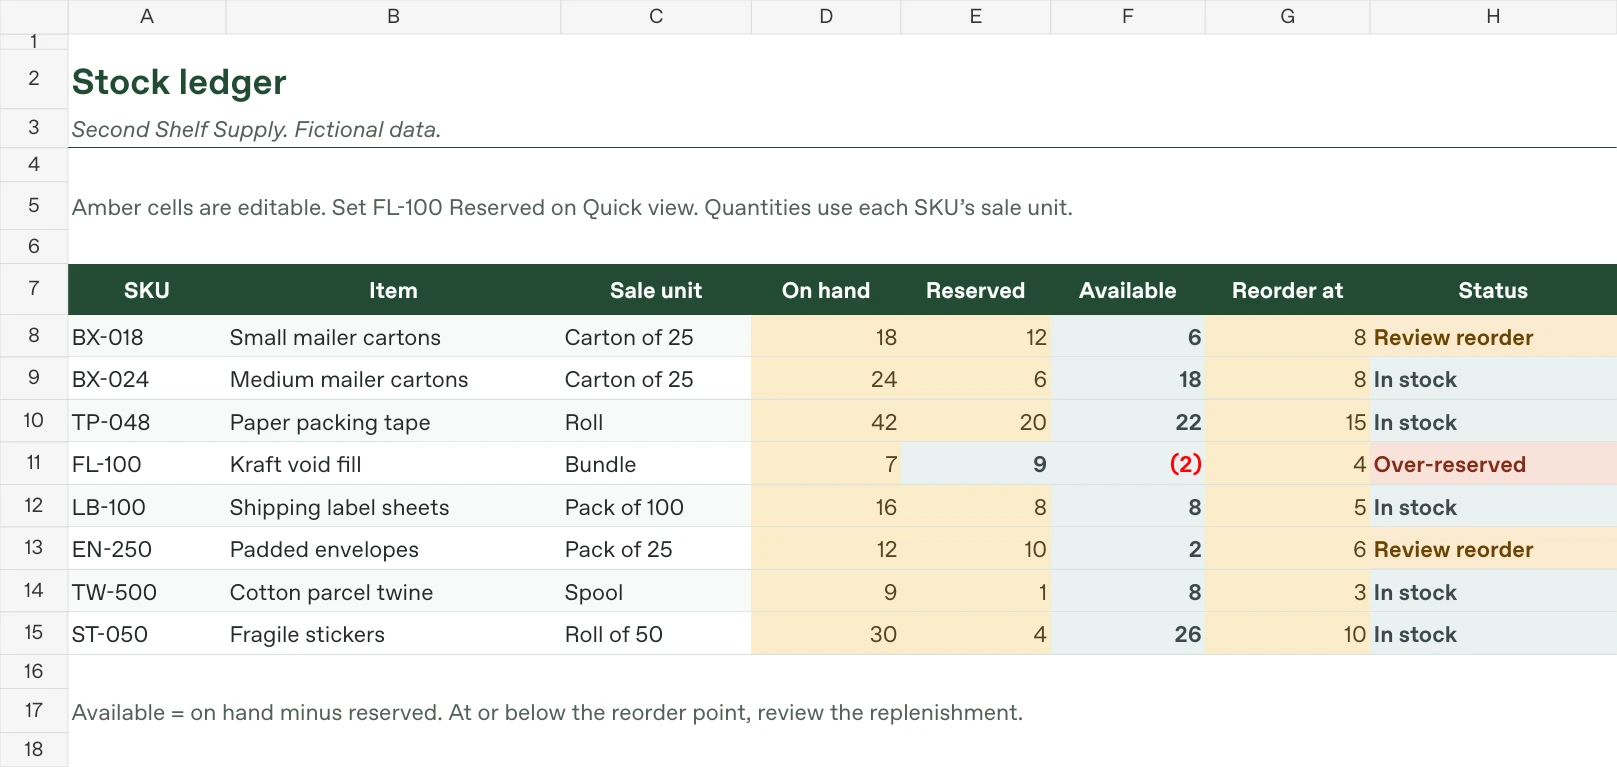 A B C D E F G H
1
2 Stock ledger
3 Second Shelf Supply. Fictional data.
4
5 Amber cells are editable. Set FL-100 Reserved on Quick view. Quantities use each SKU’s sale unit.
6
7 SKU Item Sale unit On hand Reserved Available Reorder at Status
8 BX-018 Small mailer cartons Carton of 25 18 12 6 8 Review reorder
9 BX-024 Medium mailer cartons Carton of 25 24 6 18 8 In stock
10 TP-048 Paper packing tape Roll 42 20 22 15 In stock
11 FL-100 Kraft void fill Bundle 7 9 (2) 4 Over-reserved
12 LB-100 Shipping label sheets Pack of 100 16 8 8 5 In stock
13 EN-250 Padded envelopes Pack of 25 12 10 2 6 Review reorder
14 TW-500 Cotton parcel twine Spool 9 1 8 3 In stock
15 ST-050 Fragile stickers Roll of 50 30 4 26 10 In stock
16
17 Available = on hand minus reserved. At or below the reorder point, review the replenishment.
18